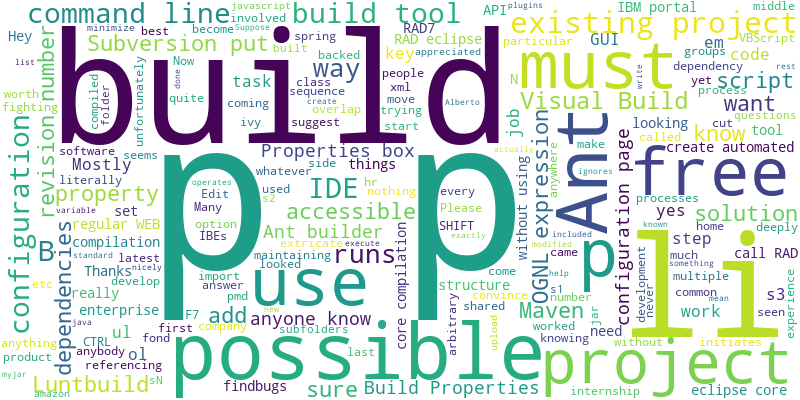 javascript
plugins
command line
involved
build tool
API
IBM portal
middle
existing project
Hey
minimize
best
become
RAD7
Suppose
VBScript
Subversion put
built
spring
RAD eclipse
appreciated
GUI
groups
em
dependency
code
list
Now
backed
people
particular
way
key
must
N
yet
process
script
worth
fighting
compiled
folder
unfortunately
task
class
sequence
xml
move
done
create
Alberto
write
rest
quite
coming
overlap
trying
job
Visual Build
want
revision number
build
ivy
suggest
start
looking
cut
questions
called
know
tool
software
Mostly
Properties box
OGNL expression
make
Ant
create automated
seems
literally
side
things
actually
without using
anywhere
free
configuration
property
whatever
operates
Edit
used
hr
nothing
every
ignores
processes
variable
set
Many
IDE
s2
Please
configuration page
yes
solution
regular WEB
option
accessible
SHIFT
B
standard
latest
IBEs
Ant builder
execute
known
step
home
deeply
compilation
nicely
looked
extricate
exactly
included
came
much
call RAD
Thanks
develop
import
maintaining
runs
core compilation
come
modified
p
development
never
multiple
something
dependencies
really
answer
pmd
use
structure
convince
s1
help
number
common
mean
seen
experience
etc
enterprise
F7
add
anyone know
arbitrary
shared
Maven
jar
need
li
s3
work
anything
java
first
company
subfolders
new
fond
upload
worked
knowing
without
product
CTRL
ul
possible
project
anybody
last
myjar
Luntbuild
ol
referencing
findbugs
sure
Build Properties
internship
amazon
sN
initiates
eclipse core